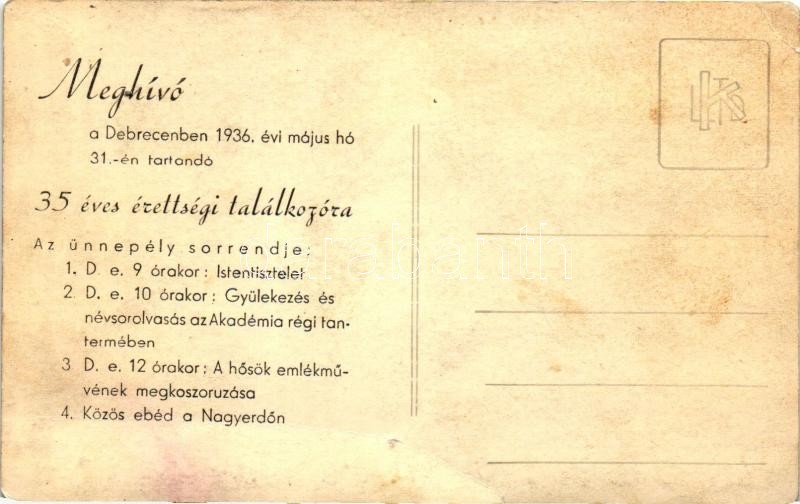 Meghívó
a Debrecenben 1936. évi május hó
31.-én tartandó
35 éves érettségi találkozóra
Az ünnepély sorrendje:
1. D. e. 9 órakor: Istentisztelet
2. D. e. 10 órakor: Gyülekezés és
névsorolvasás az Akadémia régi tan-
termében
3 D. e. 12 órakor: A hősök emlékmű-
vének megkoszoruzása
4. Közös ebéd a Nagyerdőn